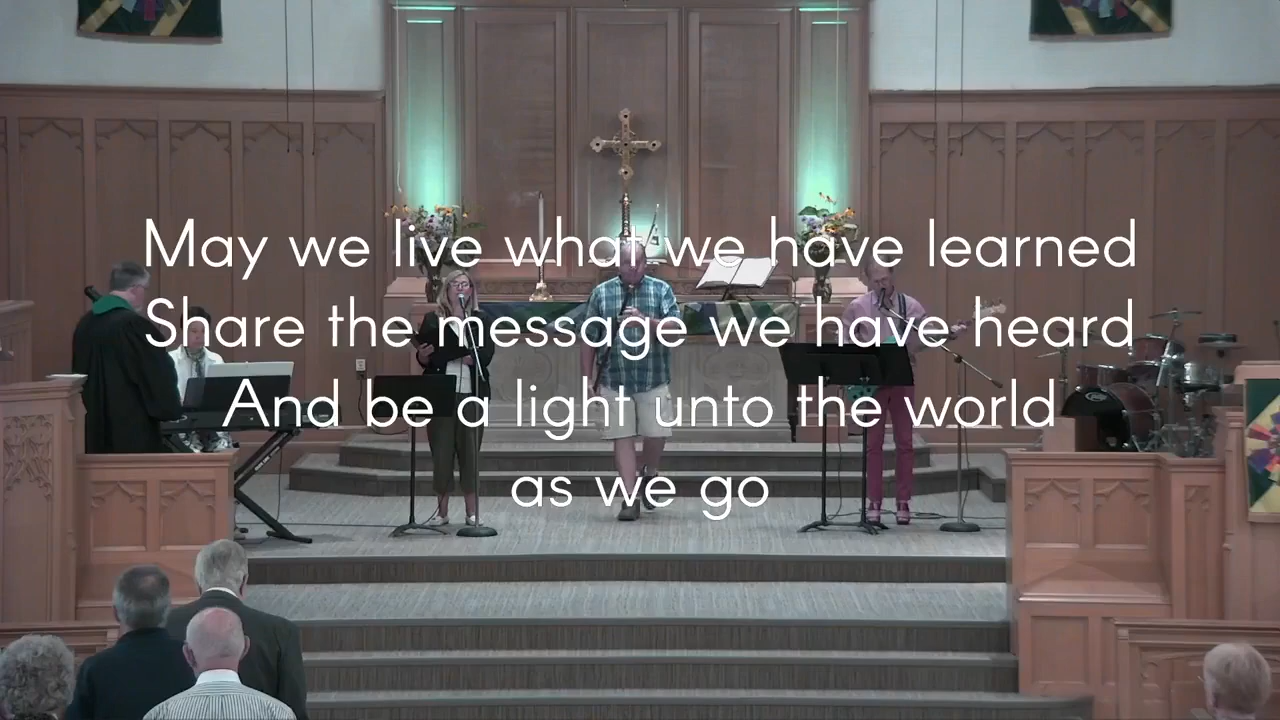 May we live what we have learned
Share the message we have heard
And be a light unto the world
as we go